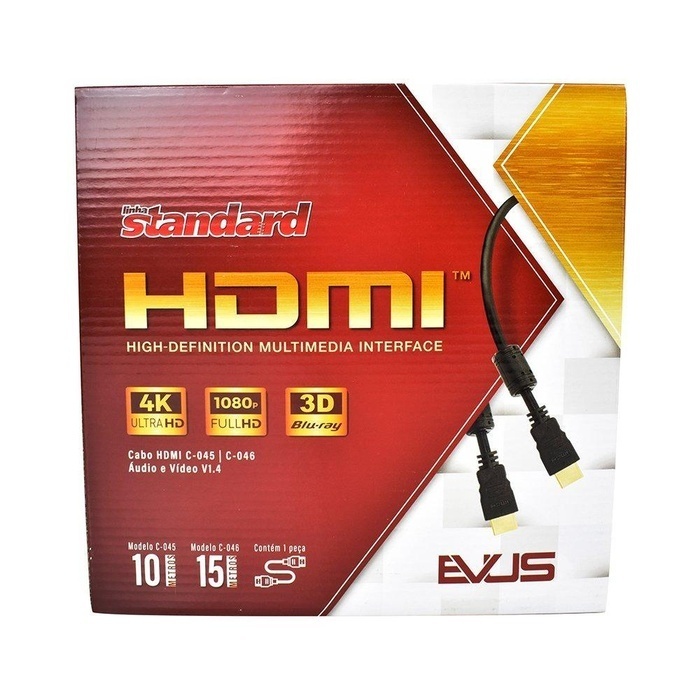 linha
standard
HDMI™
HIGH-DEFINITION MULTIMEDIA INTERFACE
4K
ULTRA HD
1080p
FULL HD
3D
Blu-ray
Cabo HDMI C-045 | C-046
Áudio e Vídeo V1.4
Modelo C-045
10 METROS
Modelo C-046
15 METROS
Contém 1 peça
EVUS